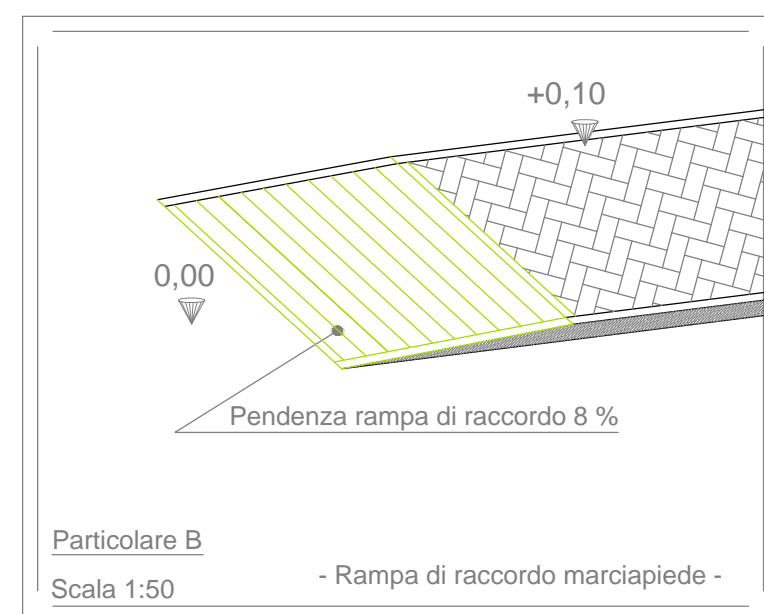 +0,10
0,00
Pendenza rampa di raccordo 8 %
Particolare B
Scala 1:50
- Rampa di raccordo marciapiede -